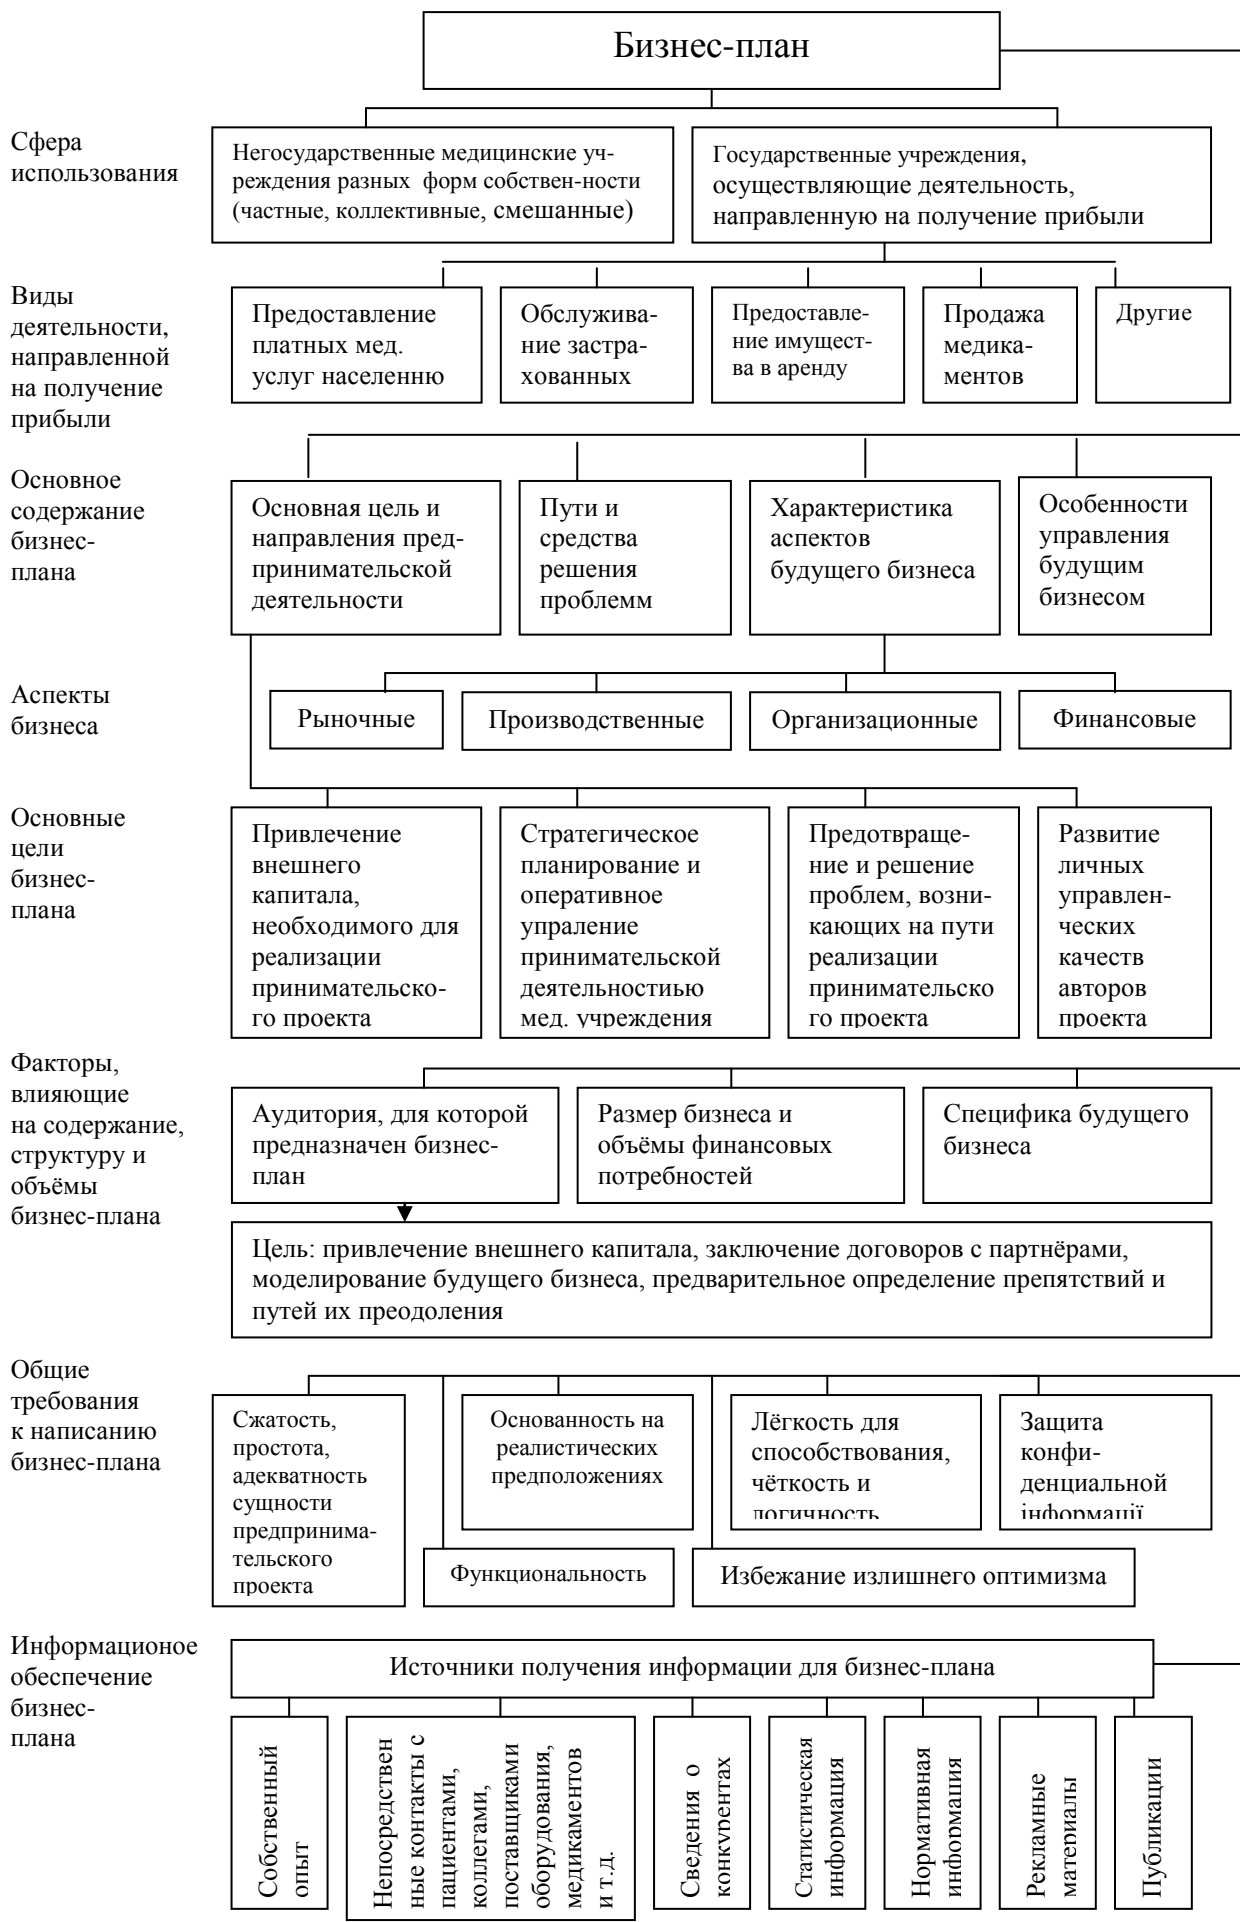 Бизнес-план
Сфера
использования
Негосударственные медицинские уч-
реждения разных форм собствен-ности
(частные, коллективные, смешанные)
Государственные учреждения,
осуществляющие деятельность,
направленную на получение прибыли
Виды
деятельности,
направленной
на получение
прибыли
Предоставление
платных мед.
услуг населенню
Обслужива-
ние застра-
хованных
Предоставле-
ние имущест-
ва в аренду
Продажа
медика-
ментов
Другие
Основное
содержание
бизнес-
плана
Основная цель и
направления пред-
принимательской
деятельности
Пути и
средства
решения
проблемм
Характеристика
аспектов
будущего бизнеса
Особенности
управления
будущим
бизнесом
Аспекты
бизнеса
Рыночные
Производственные
Организационные
Финансовые
Основные
цели
бизнес-
плана
Привлечение
внешнего
капитала,
необходимого для
реализации
принимательско-
го проекта
Стратегическое
планирование и
оперативное
упраление
принимательской
деятельностиью
мед. учреждения
Предотвраще-
ние и решение
проблем, возни-
кающих на пути
реализации
принимательско
го проекта
Развитие
личных
управлен-
ческих
качеств
авторов
проекта
Факторы,
влияющие
на содержание,
структуру и
объёмы
бизнес-плана
Аудитория, для которой
предназначен бизнес-
план
Размер бизнеса и
объёмы финансовых
потребностей
Специфика будущего
бизнеса
Цель: привлечение внешнего капитала, заключение договоров с партнёрами,
моделирование будущего бизнеса, предварительное определение препятствий и
путей их преодоления
Общие
требования
к написанию
бизнес-плана
Сжатость,
простота,
адекватность
сущности
предпринима-
тельского
проекта
Основанность на
реалистических
предположениях
Лёгкость для
способствования,
чёткость и
логичность
Защита
конфи-
денциальной
інформації
Функциональность
Избежание излишнего оптимизма
Информационое
обеспечение
бизнес-
плана
Источники получения информации для бизнес-плана
Собственный
опыт
Непосредствен
ные контакты с
пациентами,
коллегами,
поставщиками
оборудования,
медикаментов
и т.д.
Сведения о
конкурентах
Статистическая
информация
Нормативная
информация
Рекламные
материалы
Публикации